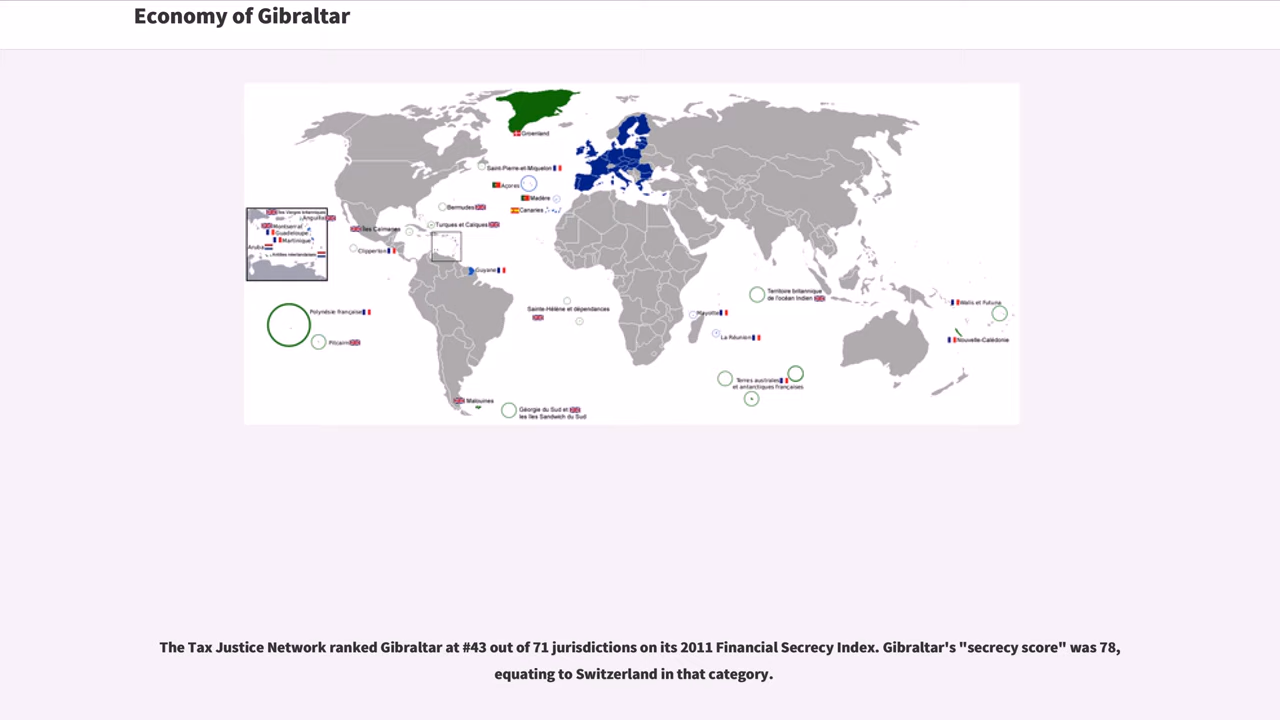 Economy of Gibraltar
Groenland
Saint-Pierre-et-Miquelon
Açores
Madère
Canaries
Bermudes
Turques et Caïques
Îles Caïmanes
Clipperton
Guyane
Îles Vierges britanniques
Anguilla
Montserrat
Guadeloupe
Martinique
Aruba
Antilles néerlandaises
Polynésie française
Pitcairn
Sainte-Hélène et dépendances
Mayotte
La Réunion
Territoire britannique
de l'océan Indien
Wallis et Futuna
Nouvelle-Calédonie
Terres australes
et antarctiques françaises
Malouines
Géorgie du Sud et
les îles Sandwich du Sud
The Tax Justice Network ranked Gibraltar at #43 out of 71 jurisdictions on its 2011 Financial Secrecy Index. Gibraltar's "secrecy score" was 78,
equating to Switzerland in that category.